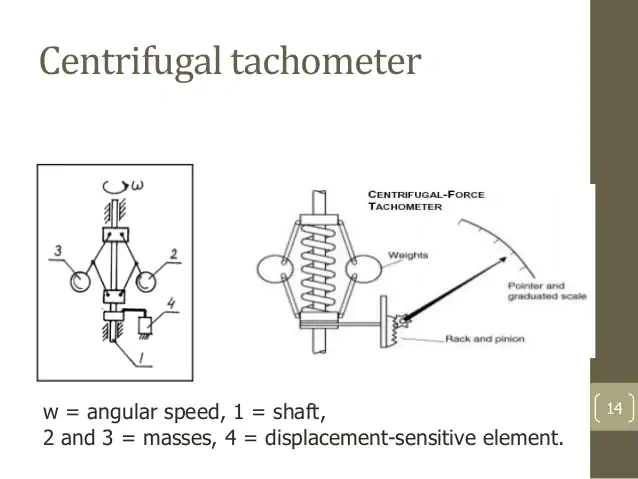 Centrifugal tachometer
ω
3
2
4
1
CENTRIFUGAL-FORCE
TACHOMETER
Weights
Pointer and
graduated scale
Rack and pinion
14
w = angular speed, 1 = shaft,
2 and 3 = masses, 4 = displacement-sensitive element.